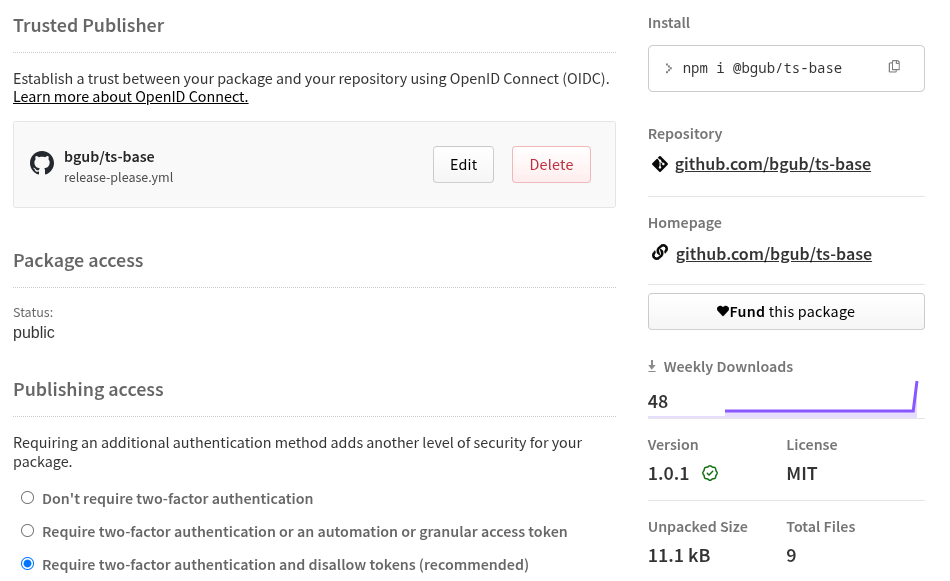 Trusted Publisher
Establish a trust between your package and your repository using OpenID Connect (OIDC).
Learn more about OpenID Connect.
bgub/ts-base
release-please.yml
Edit
Delete
Package access
Status:
public
Publishing access
Requiring an additional authentication method adds another level of security for your
package.
Don't require two-factor authentication
Require two-factor authentication or an automation or granular access token
Require two-factor authentication and disallow tokens (recommended)
Install
npm i @bgub/ts-base
Repository
github.com/bgub/ts-base
Homepage
github.com/bgub/ts-base
Fund this package
Weekly Downloads
48
Version
1.0.1
License
MIT
Unpacked Size
11.1 kB
Total Files
9